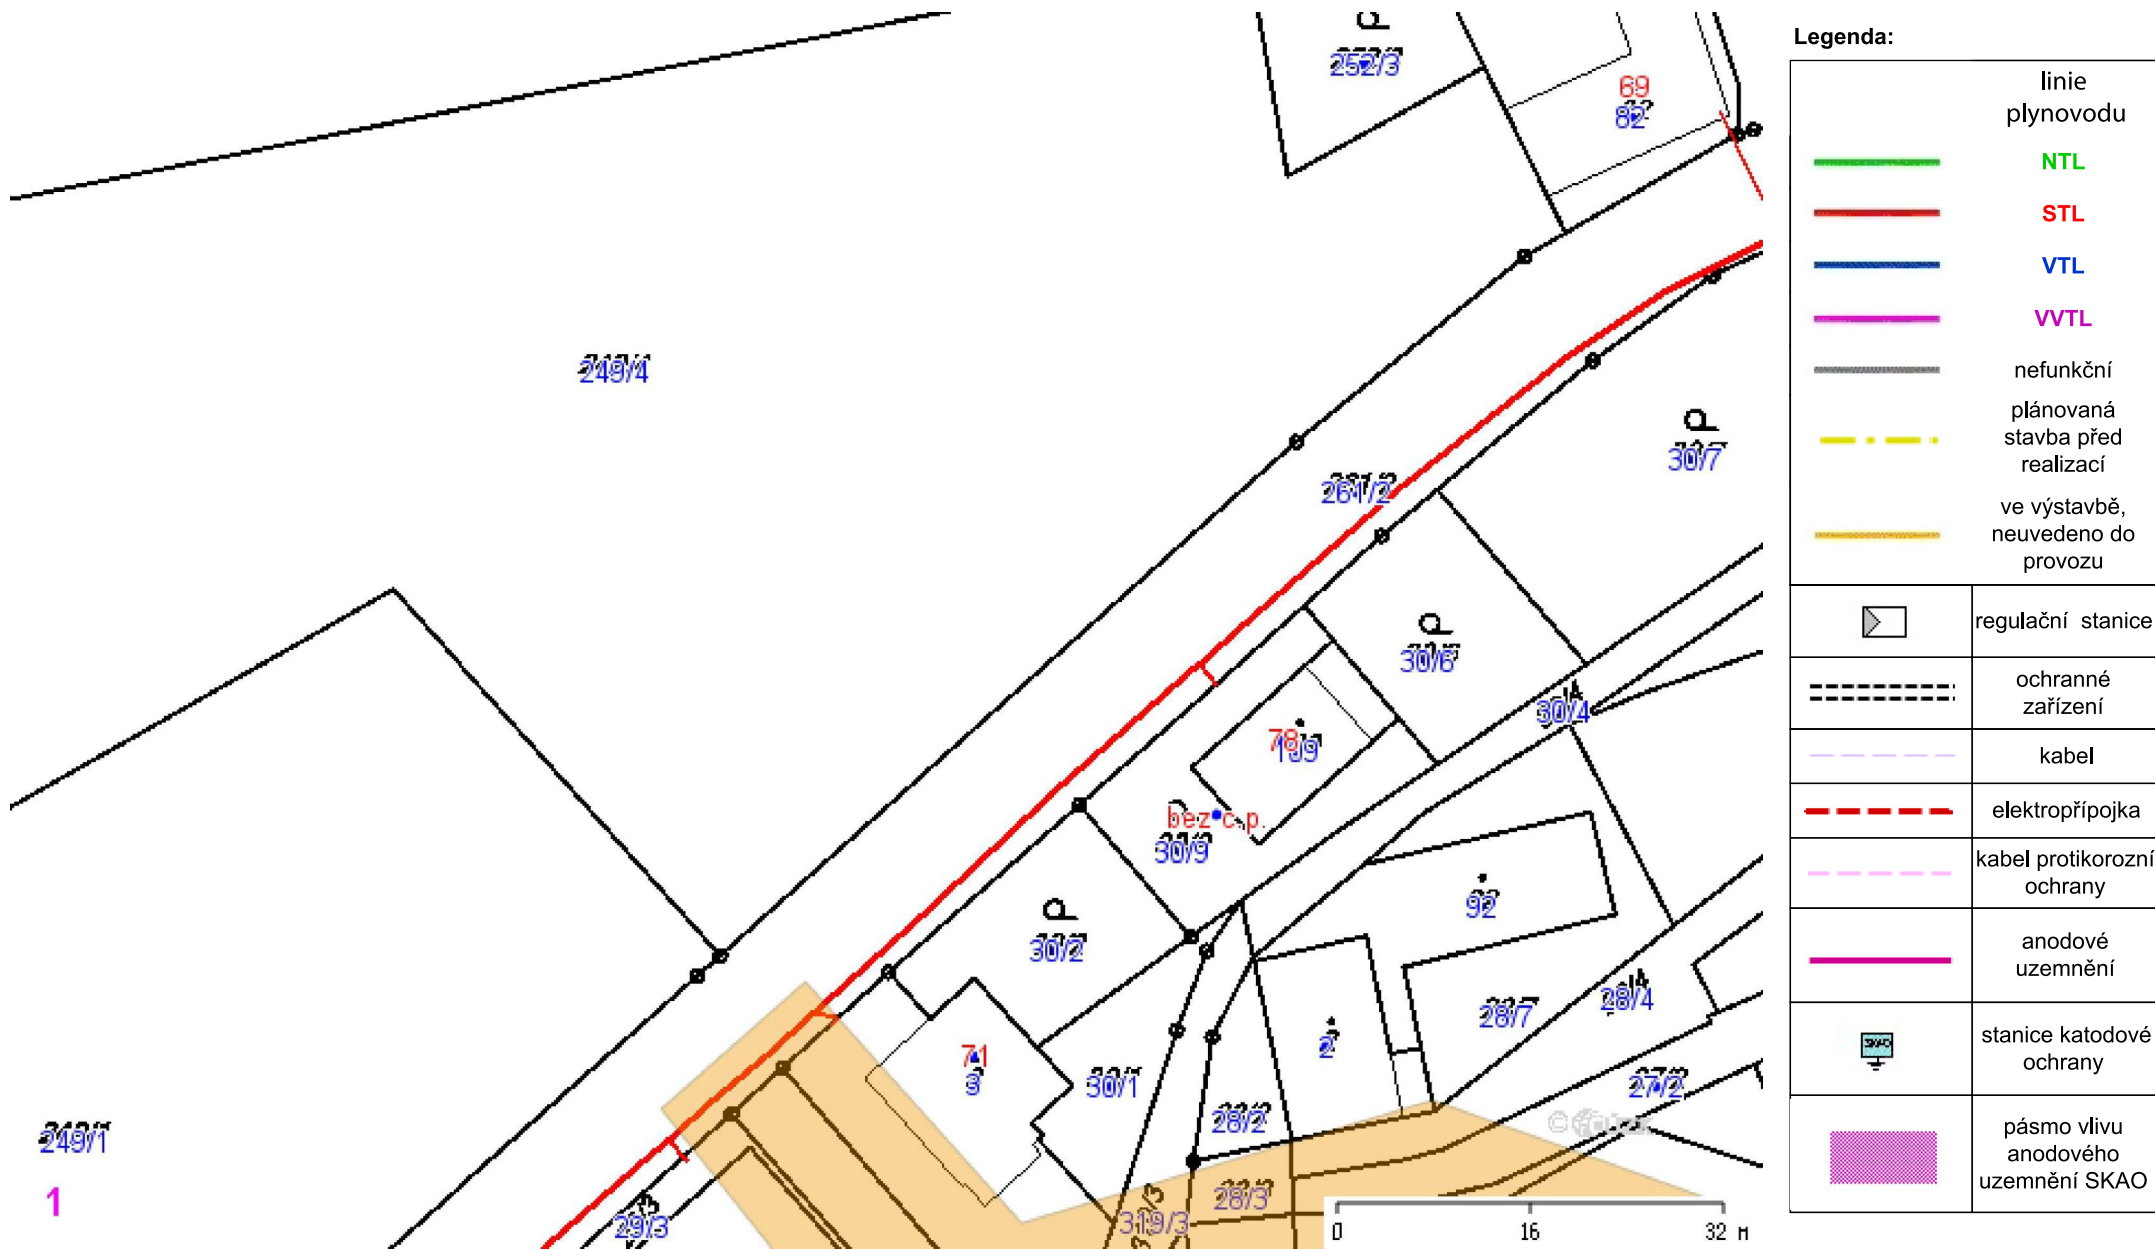 252/3
69
82
249/4
261/2
30/7
30/6
30/4
78
109
bez č.p.
30/9
92
30/2
28/4
28/7
71
3
2
30/1
27/2
28/2
249/1
1
28/3
319/3
29/3
0 16 32 M
Legenda:
linie
plynovodu
NTL
STL
VTL
VVTL
nefunkční
plánovaná
stavba před
realizací
ve výstavbě,
neuvedeno do
provozu
regulační stanice
ochranné
zařízení
kabel
elektropřípojka
kabel protikorozní
ochrany
anodové
uzemnění
SKAO
stanice katodové
ochrany
pásmo vlivu
anodového
uzemnění SKAO